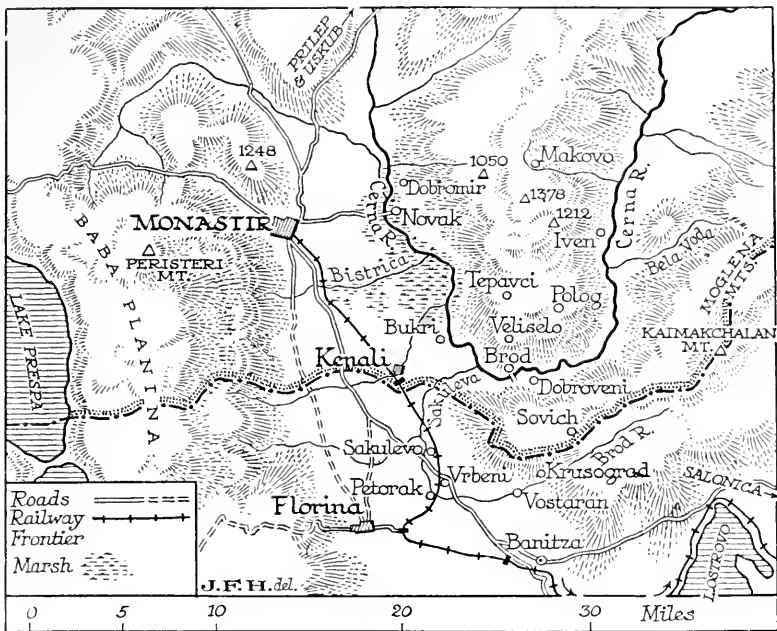 PRILEP
& USKUB
1248
1050
Makovo
Dobromir
1378
Cerna R.
Novak
1212
Iven
Cerna R.
MONASTIR
PERISTERI
MT.
Bistrica
Bela Voda
BABA PLANINA
Tepavci
Polog
MOGLENA
MTS.
LAKE PRESPA
Bukri
Veliselo
KAIMAKCHALAN
MT.
Kenali
Brod
Dobroveni
Sakuleva
Sovich
Brod R.
Sakulevo
Vrbeni
Krusograd
SALONICA
Petorak
Vostaran
Florina
Banitza
L. OSTROVO
Roads
Railway
Frontier
Marsh
J.F.H. del.
0 5 10 20 30 Miles